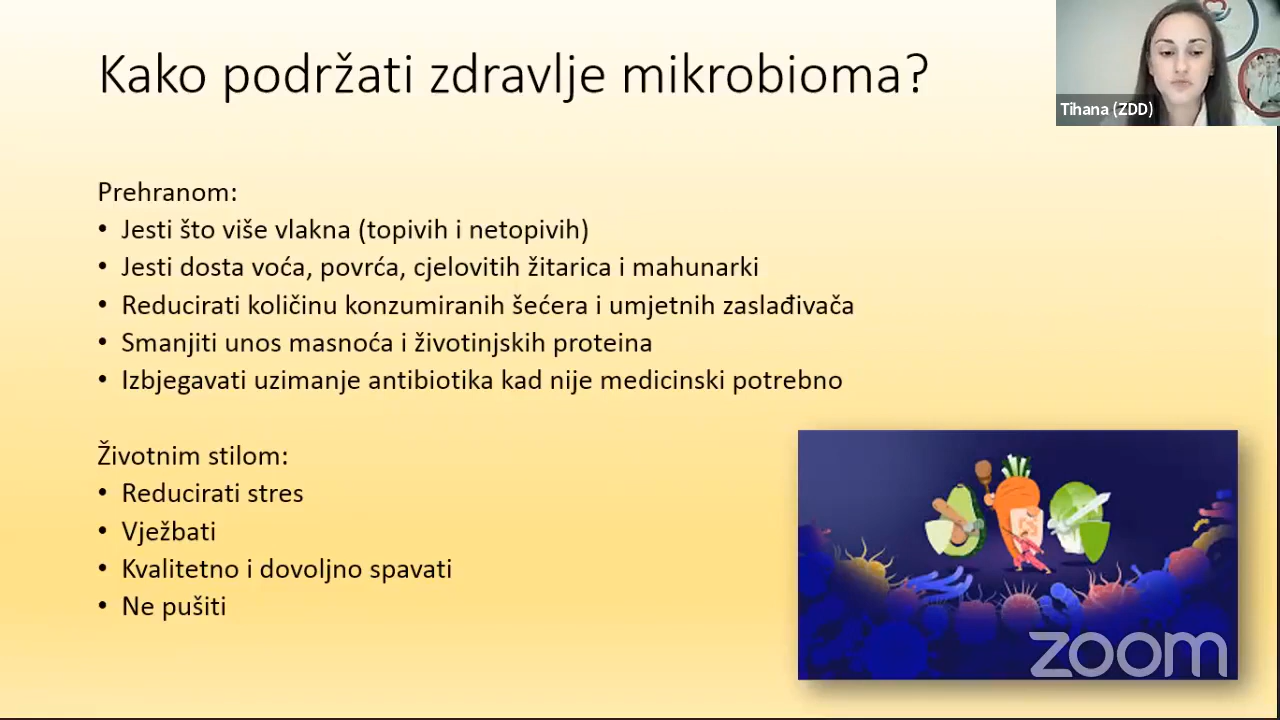 Kako podržati zdravlje mikrobioma?
Tihana (ZDD)
Prehranom:
• Jesti što više vlakna (topivih i netopivih)
• Jesti dosta voća, povrća, cjelovitih žitarica i mahunarki
• Reducirati količinu konzumiranih šećera i umjetnih zaslađivača
• Smanjiti unos masnoća i životinjskih proteina
• Izbjegavati uzimanje antibiotika kad nije medicinski potrebno
Životnim stilom:
• Reducirati stres
• Vježbati
• Kvalitetno i dovoljno spavati
• Ne pušiti
zoom